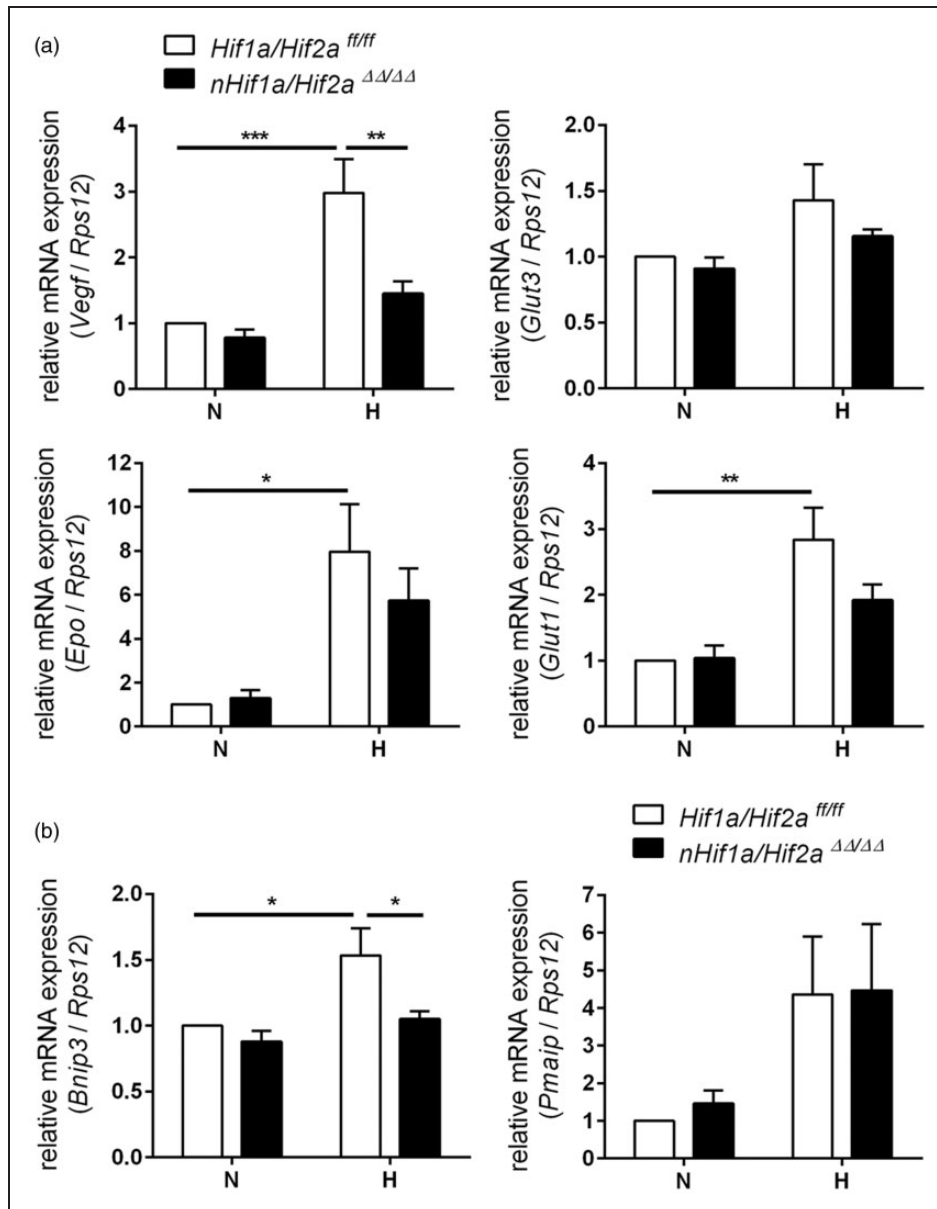 (a)
Hif1a/Hif2a ff/ff
nHif1a/Hif2a ΔΔ/ΔΔ
relative mRNA expression
(Vegf / Rps12)
4
3
2
1
0
***
**
N
H
relative mRNA expression
(Glut3 / Rps12)
2.0
1.5
1.0
0.5
0.0
N
H
relative mRNA expression
(Epo / Rps12)
12
10
8
6
4
2
0
*
N
H
relative mRNA expression
(Glut1 / Rps12)
4
3
2
1
0
**
N
H
(b)
Hif1a/Hif2a ff/ff
nHif1a/Hif2a ΔΔ/ΔΔ
relative mRNA expression
(Bnip3 / Rps12)
2.0
1.5
1.0
0.5
0.0
*
*
N
H
relative mRNA expression
(Pmaip / Rps12)
7
6
5
4
3
2
1
0
N
H